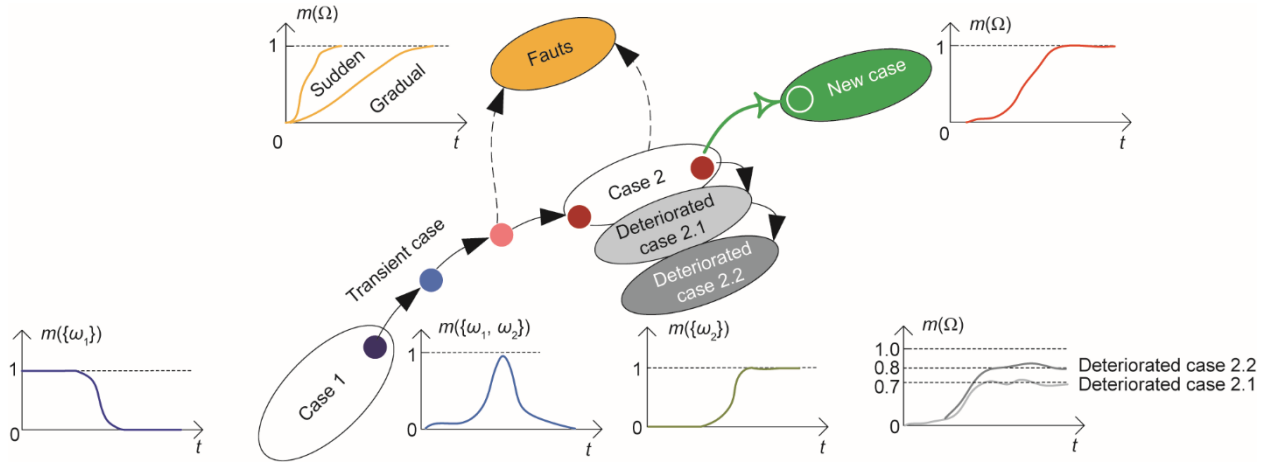 m(Ω)
1
Sudden
Gradual
0
t
Fauts
New case
m(Ω)
1
0
t
Case 2
Deteriorated
case 2.1
Deteriorated
case 2.2
Transient case
Case 1
m({ω₁})
1
0
t
m({ω₁, ω₂})
1
0
t
m({ω₂})
1
0
t
m(Ω)
1.0
0.8
0.7
0
t
Deteriorated case 2.2
Deteriorated case 2.1